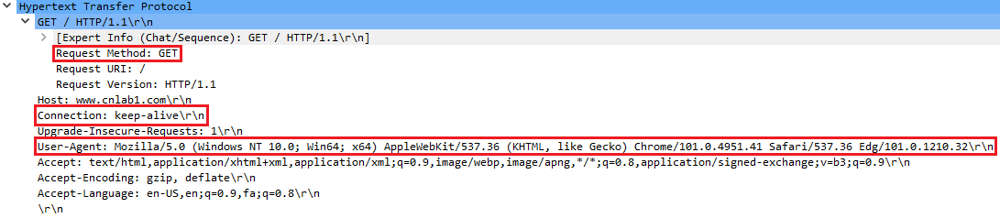 Hypertext Transfer Protocol
GET / HTTP/1.1\r\n
[Expert Info (Chat/Sequence): GET / HTTP/1.1\r\n]
Request Method: GET
Request URI: /
Request Version: HTTP/1.1
Host: www.cnlab1.com\r\n
Connection: keep-alive\r\n
Upgrade-Insecure-Requests: 1\r\n
User-Agent: Mozilla/5.0 (Windows NT 10.0; Win64; x64) AppleWebKit/537.36 (KHTML, like Gecko) Chrome/101.0.4951.41 Safari/537.36 Edg/101.0.1210.32\r\n
Accept: text/html,application/xhtml+xml,application/xml;q=0.9,image/webp,image/apng,*/*;q=0.8,application/signed-exchange;v=b3;q=0.9\r\n
Accept-Encoding: gzip, deflate\r\n
Accept-Language: en-US,en;q=0.9,fa;q=0.8\r\n
\r\n